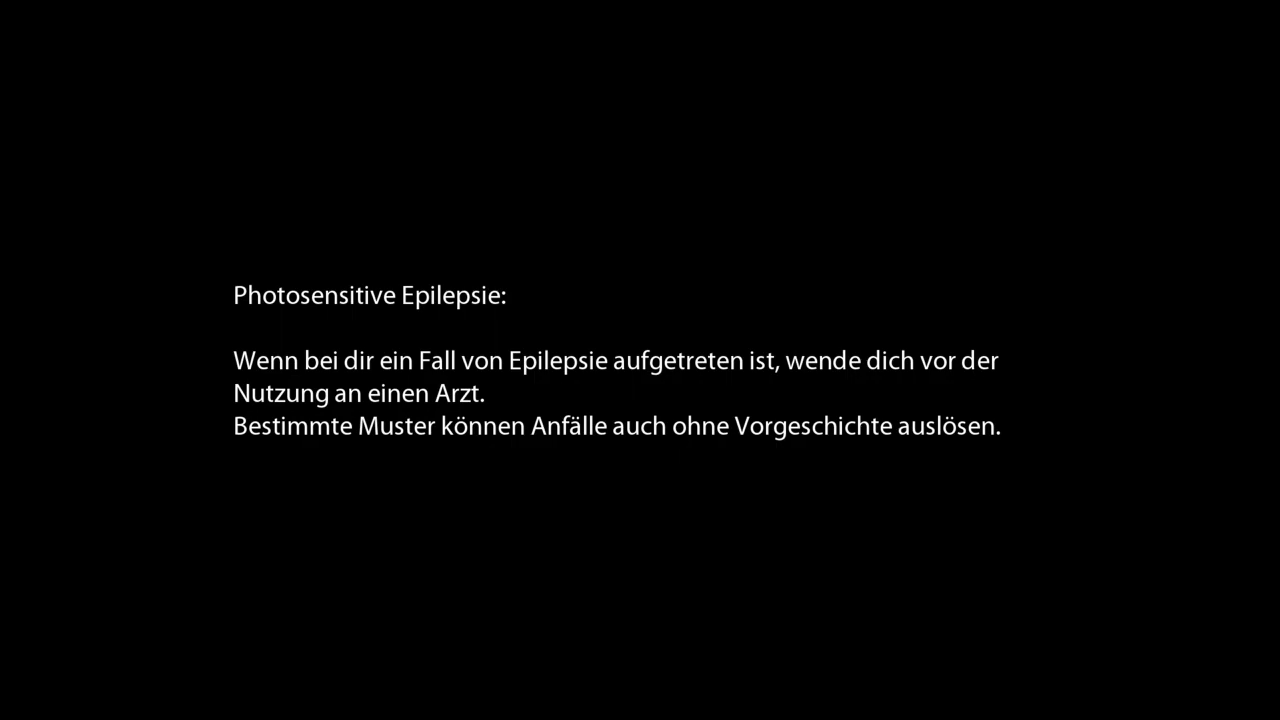 Photosensitive Epilepsie:
Wenn bei dir ein Fall von Epilepsie aufgetreten ist, wende dich vor der
Nutzung an einen Arzt.
Bestimmte Muster können Anfälle auch ohne Vorgeschichte auslösen.